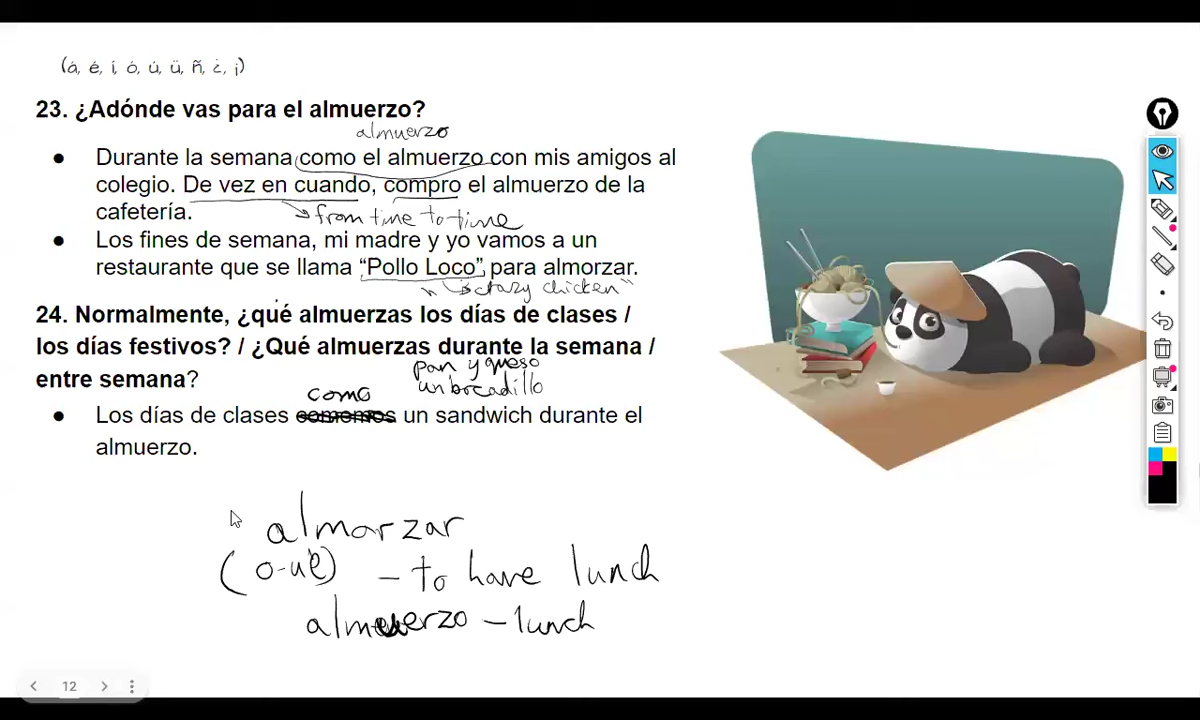 (á, é, í, ó, ú, ü, ñ, ¿, ¡)
23. ¿Adónde vas para el almuerzo?
almuerzo
● Durante la semana como el almuerzo con mis amigos al
colegio. De vez en cuando, compro el almuerzo de la
cafetería.
from time to time
● Los fines de semana, mi madre y yo vamos a un
restaurante que se llama “Pollo Loco”, para almorzar.
"crazy chicken"
24. Normalmente, ¿qué almuerzas los días de clases /
los días festivos? / ¿Qué almuerzas durante la semana /
entre semana?
pan y queso
un bocadillo
como
● Los días de clases comemos un sandwich durante el
almuerzo.
almorzar
(o-ue) - to have lunch
almuerzo - lunch
12